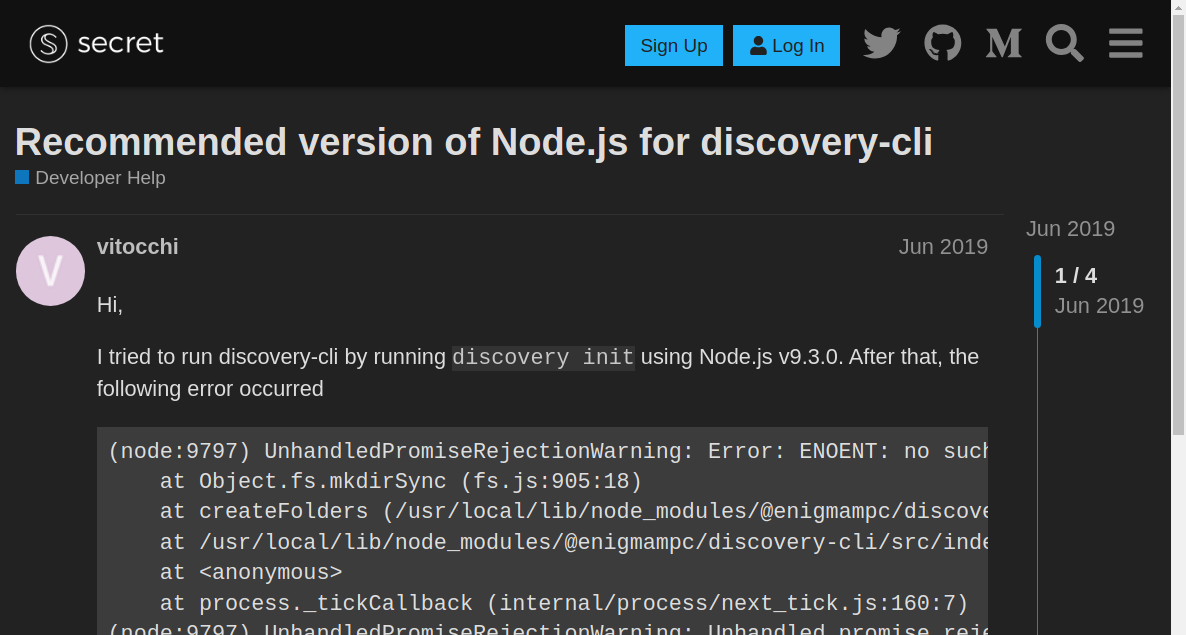 secret
Sign Up
Log In
Recommended version of Node.js for discovery-cli
Developer Help
vitocchi
Jun 2019
Jun 2019
1 / 4
Jun 2019
V
Hi,
I tried to run discovery-cli by running discovery init using Node.js v9.3.0. After that, the
following error occurred
(node:9797) UnhandledPromiseRejectionWarning: Error: ENOENT: no such
at Object.fs.mkdirSync (fs.js:905:18)
at createFolders (/usr/local/lib/node_modules/@enigmampc/discove
at /usr/local/lib/node_modules/@enigmampc/discovery-cli/src/inde
at <anonymous>
at process._tickCallback (internal/process/next_tick.js:160:7)
(node:9797) UnhandledPromiseRejectionWarning: Unhandled promise reje